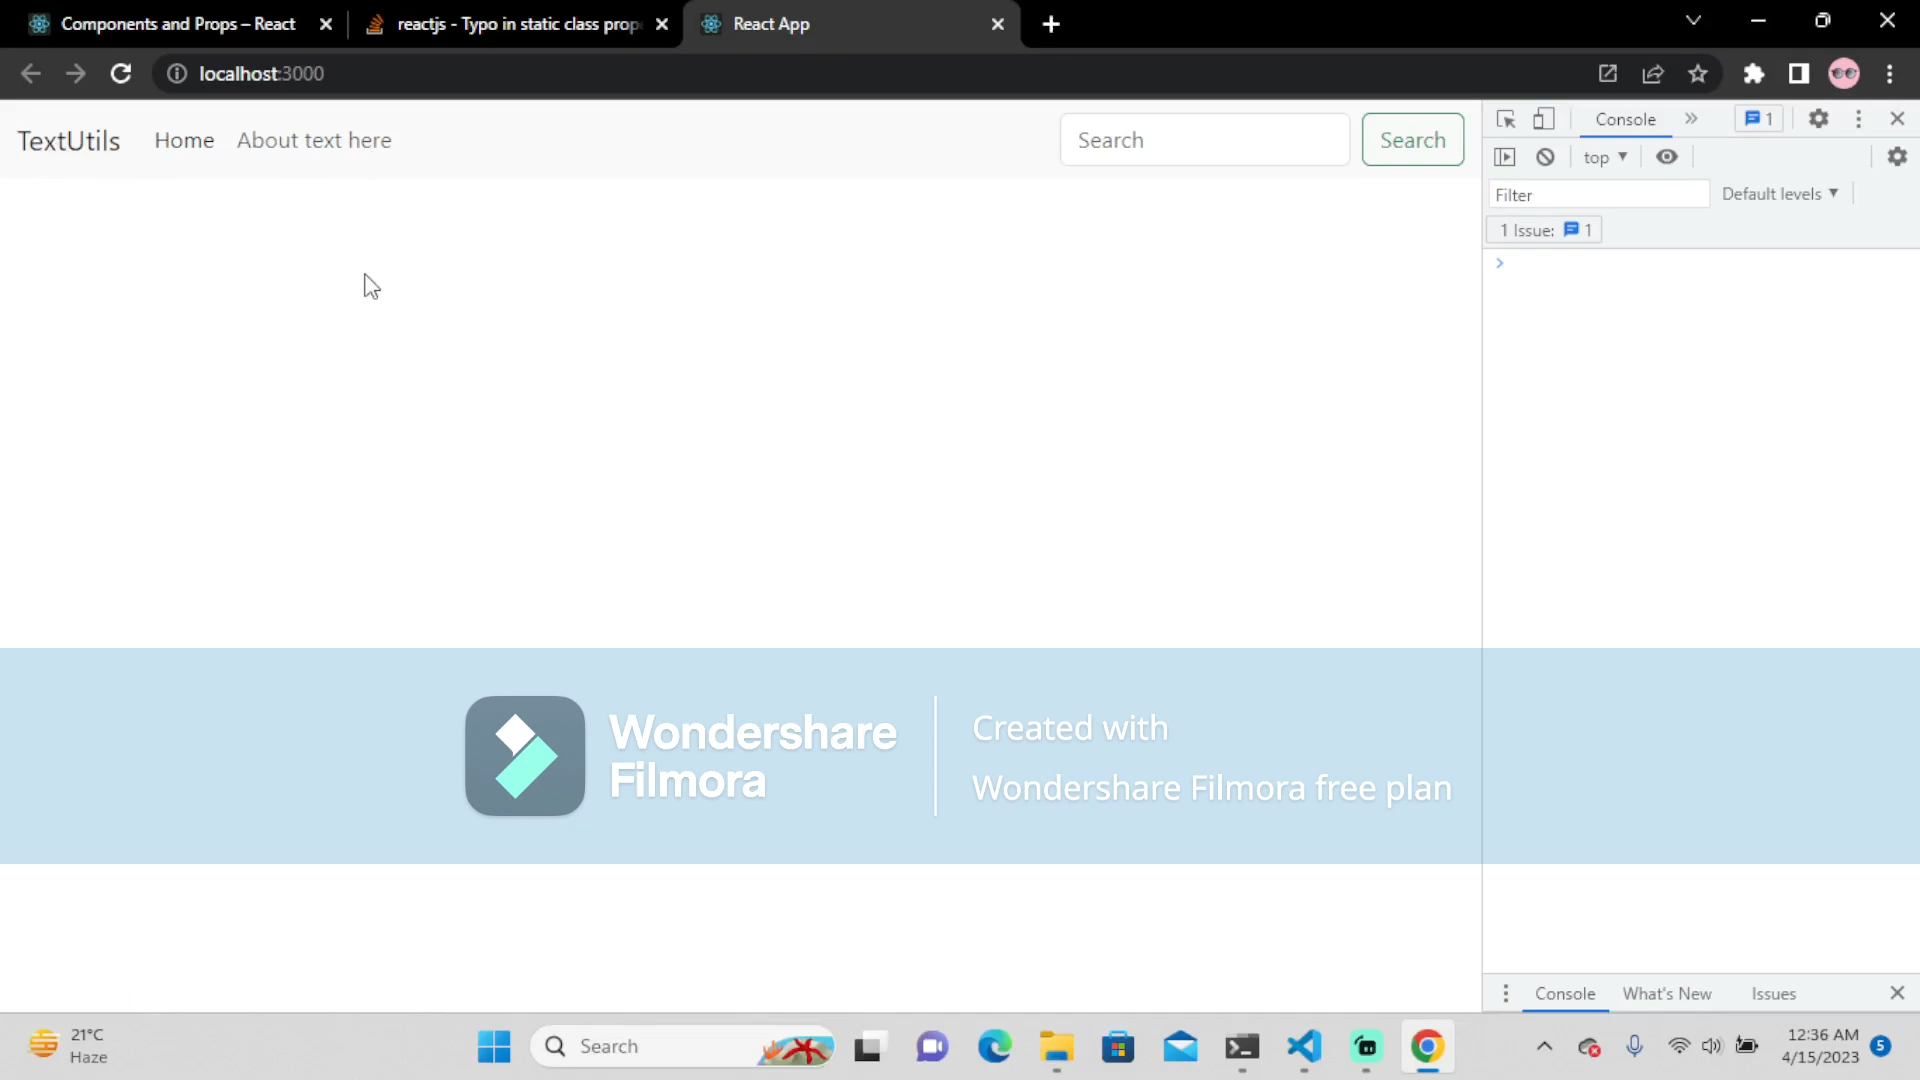 Components and Props – React
reactjs - Typo in static class prop
React App
localhost:3000
TextUtils
Home
About text here
Search
Search
Console
1
top
Filter
Default levels
1 Issue:
1
Wondershare
Filmora
Created with
Wondershare Filmora free plan
Console
What's New
Issues
21°C
Haze
Search
12:36 AM
4/15/2023
5